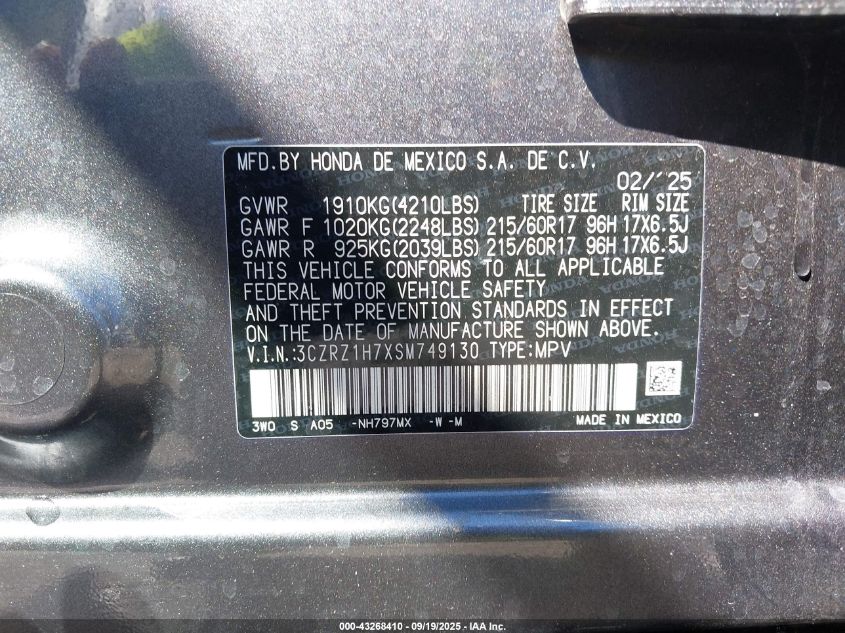 MFD.BY HONDA DE MEXICO S.A. DE C.V.
02/'25
GVWR 1910KG(4210LBS) TIRE SIZE RIM SIZE
GAWR F 1020KG(2248LBS) 215/60R17 96H 17X6.5J
GAWR R 925KG(2039LBS) 215/60R17 96H 17X6.5J
THIS VEHICLE CONFORMS TO ALL APPLICABLE
FEDERAL MOTOR VEHICLE SAFETY
AND THEFT PREVENTION STANDARDS IN EFFECT
ON THE DATE OF MANUFACTURE SHOWN ABOVE.
V.I.N.:3CZRZ1H7XSM749130 TYPE:MPV
3W0 S A05 -NH797MX -W -M MADE IN MEXICO
000-43268410 - 09/19/2025 - IAA Inc.